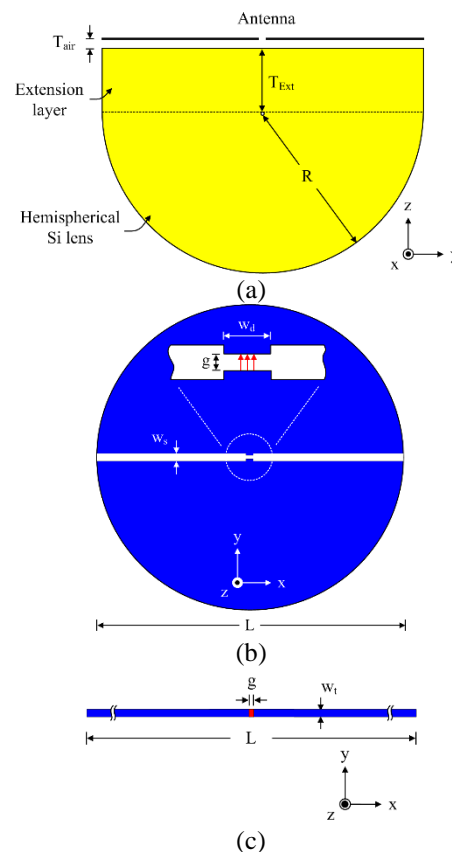 Antenna
T_air
T_Ext
Extension
layer
R
Hemispherical
Si lens
z
x
(a)
w_d
g
w_s
y
z
x
L
(b)
g
w_t
L
y
z
x
(c)